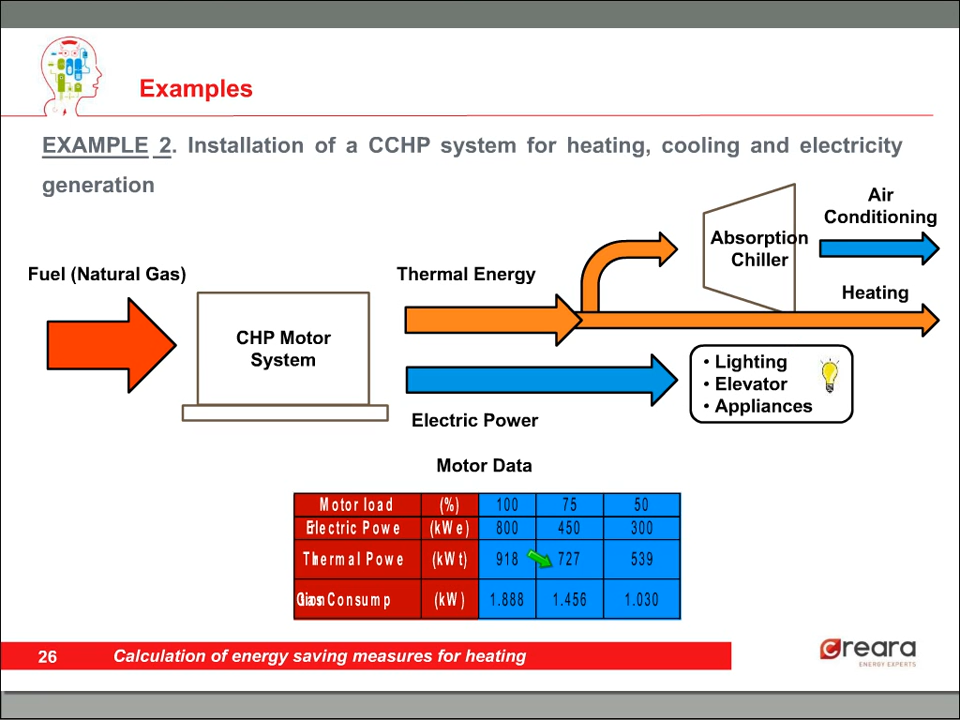 Examples
EXAMPLE 2. Installation of a CCHP system for heating, cooling and electricity
generation
Air
Conditioning
Absorption
Chiller
Fuel (Natural Gas)
Thermal Energy
Heating
CHP Motor
System
• Lighting
• Elevator
• Appliances
Electric Power
Motor Data
Motor load (%) 100 75 50
Electric Powe (kWe) 800 450 300
Thermal Powe (kWt) 918 727 539
Gas Consump (kW) 1.888 1.456 1.030
26 Calculation of energy saving measures for heating
creara
ENERGY EXPERTS